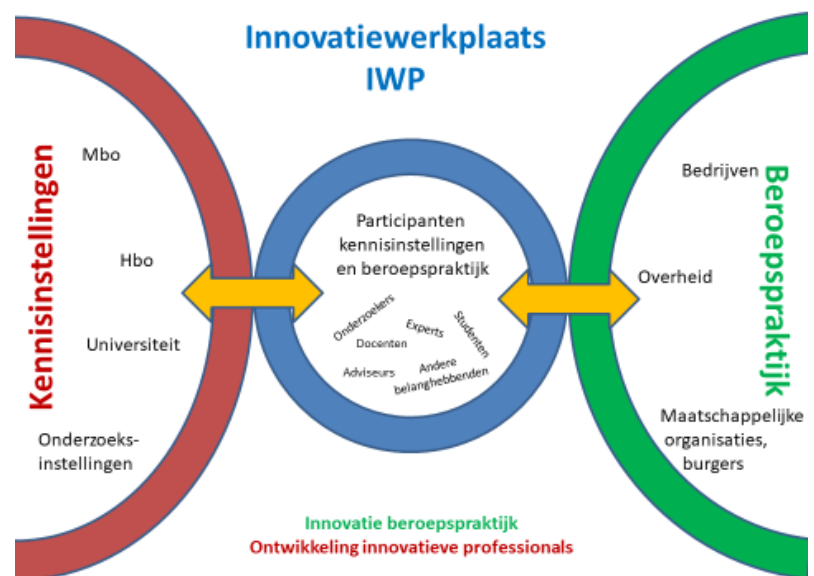 Innovatiewerkplaats
IWP
Kennisinstellingen
Mbo
Hbo
Universiteit
Onderzoeks-
instellingen
Participanten
kennisinstellingen
en beroepspraktijk
Onderzoekers
Experts
Studenten
Docenten
Adviseurs
Andere
belanghebbenden
Beroepspraktijk
Bedrijven
Overheid
Maatschappelijke
organisaties,
burgers
Innovatie beroepspraktijk
Ontwikkeling innovatieve professionals